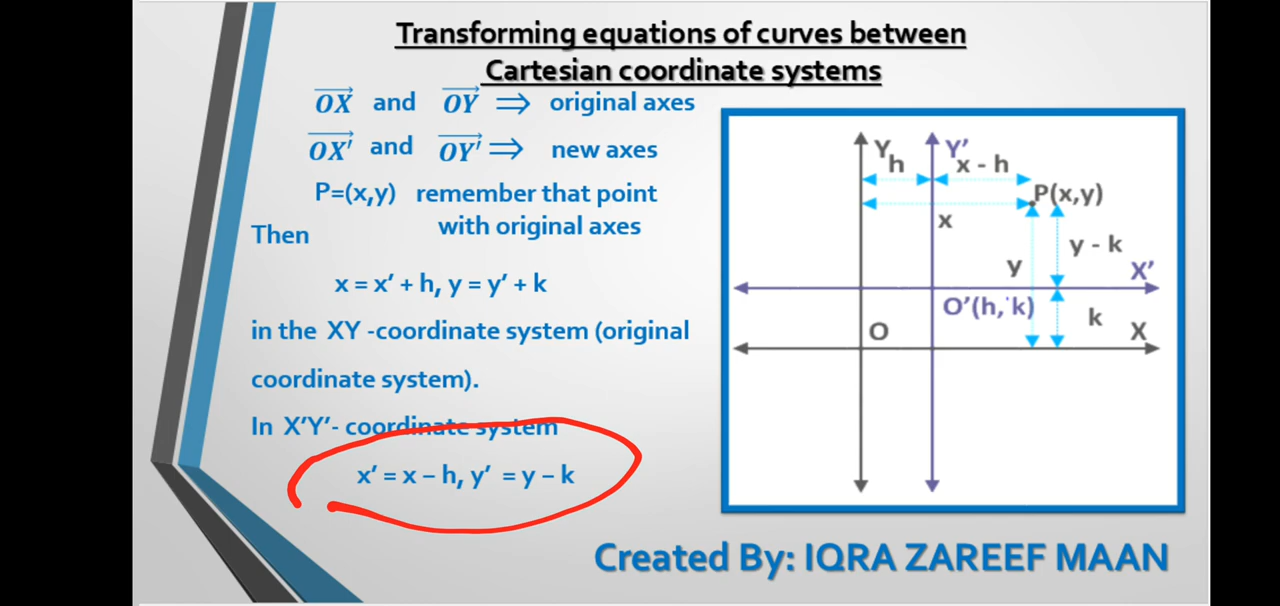 Transforming equations of curves between
Cartesian coordinate systems
OX and OY ⟹ original axes
OX′ and OY′ ⟹ new axes
P=(x,y) remember that point
with original axes
Then
x = x′ + h, y = y′ + k
in the XY -coordinate system (original
coordinate system).
In X′Y′- coordinate system
x′ = x – h, y′ = y – k
Y
Y'
h
x - h
P(x,y)
x
y - k
y
X'
O’(h, k)
k
O
X
Created By: IQRA ZAREEF MAAN